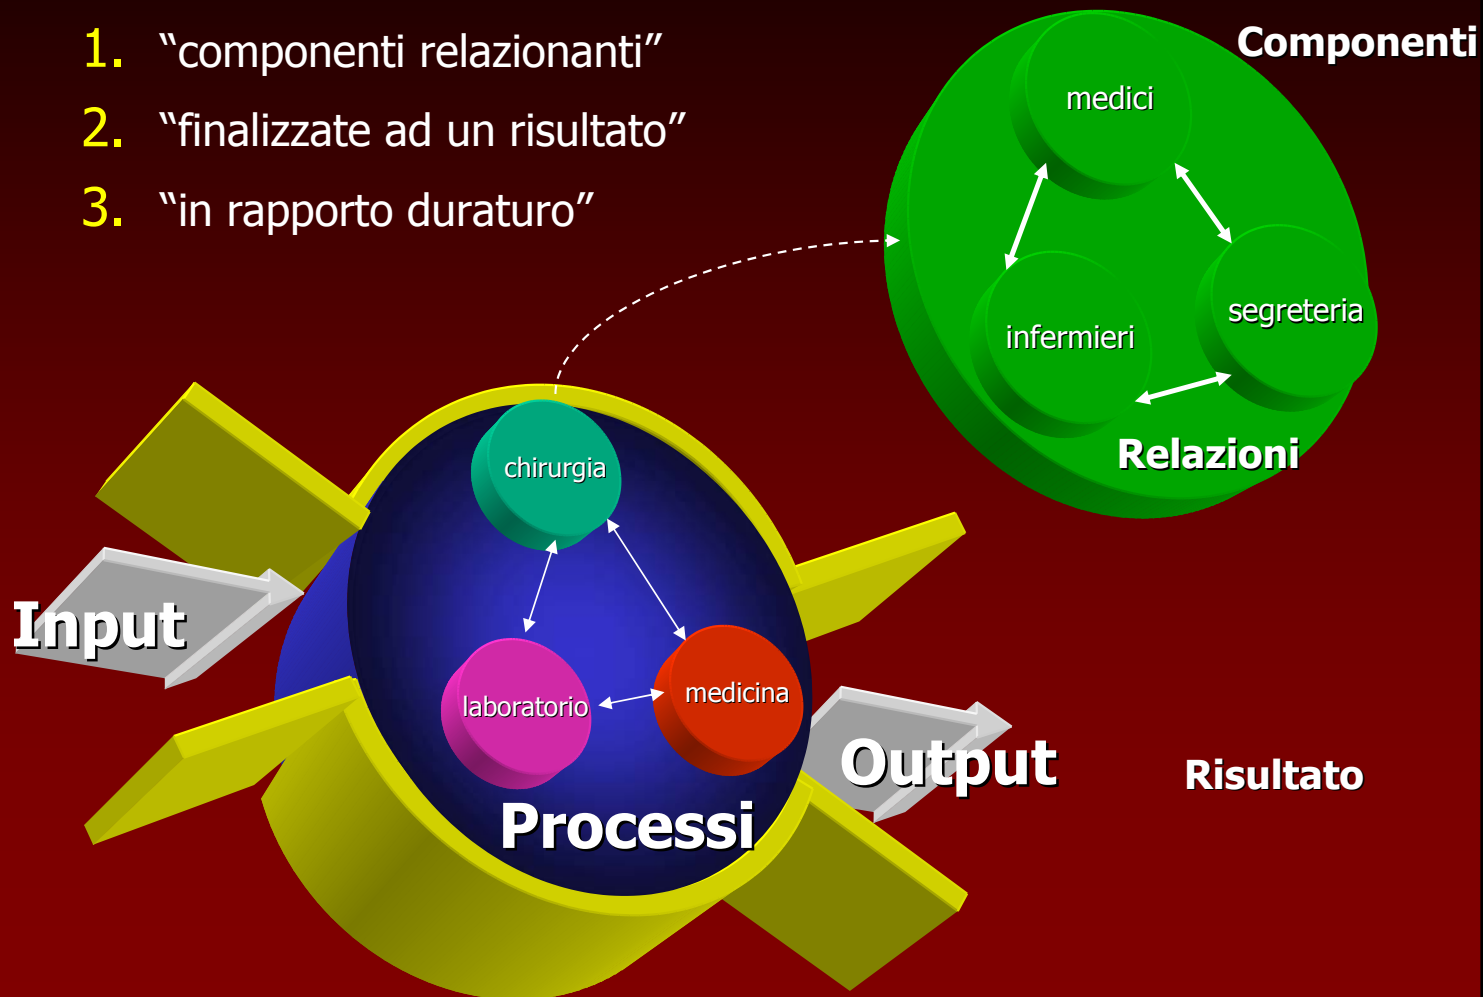 1. “componenti relazionanti”
2. “finalizzate ad un risultato”
3. “in rapporto duraturo”
Componenti
medici
infermieri
segreteria
Relazioni
chirurgia
laboratorio
medicina
Input
Processi
Output
Risultato